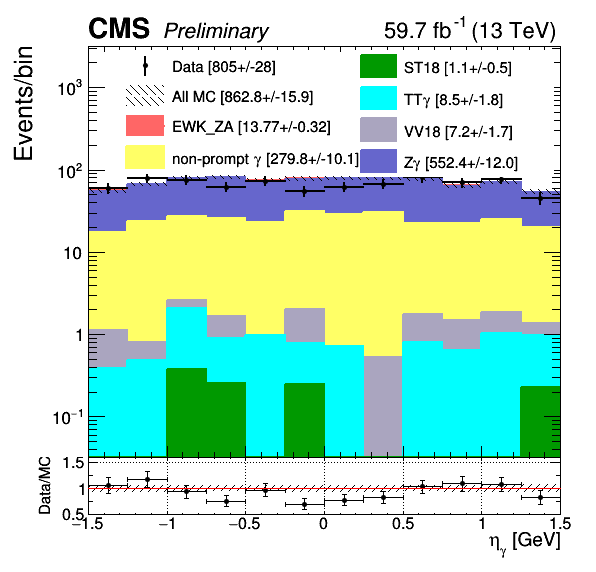 CMS Preliminary 59.7 fb⁻¹ (13 TeV)
Events/bin
Data [805+/-28]
All MC [862.8+/-15.9]
EWK_ZA [13.77+/-0.32]
non-prompt γ [279.8+/-10.1]
ST18 [1.1+/-0.5]
TTγ [8.5+/-1.8]
VV18 [7.2+/-1.7]
Zγ [552.4+/-12.0]
10³
10²
10
1
10⁻¹
Data/MC
1.5
1
0.5
−1.5 −1 −0.5 0 0.5 1 1.5
ηγ [GeV]